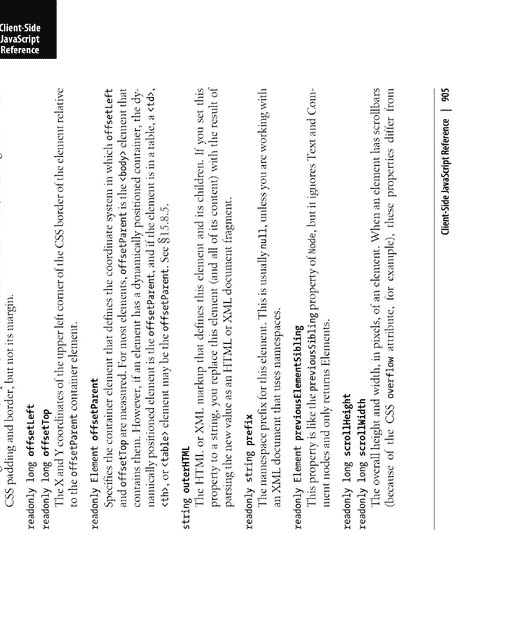 Client-Side
JavaScript
Reference
CSS padding and border, but not its margin.
readonly long offsetLeft
readonly long offsetTop
The X and Y coordinates of the upper left corner of the CSS border of the element relative
to the offsetParent container element.
readonly Element offsetParent
Specifies the container element that defines the coordinate system in which offsetLeft
and offsetTop are measured. For most elements, offsetParent is the <body> element that
contains them. However, if an element has a dynamically positioned container, the dy-
namically positioned element is the offsetParent, and if the element is in a table, a <td>,
<th>, or <table> element may be the offsetParent. See §15.8.5.
string outerHTML
The HTML or XML markup that defines this element and its children. If you set this
property to a string, you replace this element (and all of its content) with the result of
parsing the new value as an HTML or XML document fragment.
readonly string prefix
The namespace prefix for this element. This is usually null, unless you are working with
an XML document that uses namespaces.
readonly Element previousElementSibling
This property is like the previousSibling property of Node, but it ignores Text and Com-
ment nodes and only returns Elements.
readonly long scrollHeight
readonly long scrollWidth
The overall height and width, in pixels, of an element. When an element has scrollbars
(because of the CSS overflow attribute, for example), these properties differ from
Client-Side JavaScript Reference | 905